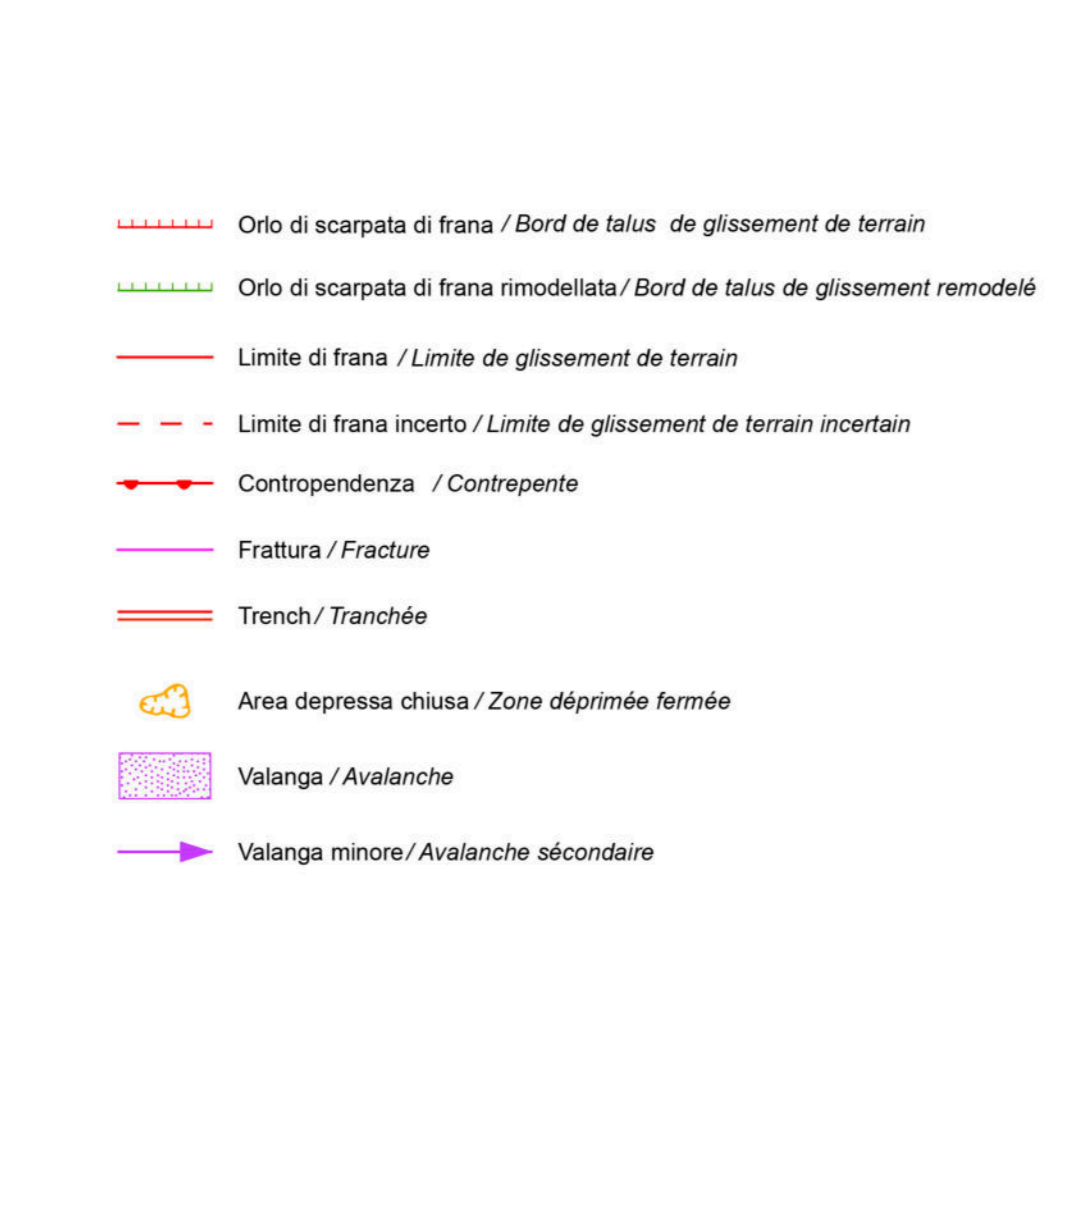 Orlo di scarpata di frana / Bord de talus de glissement de terrain
Orlo di scarpata di frana rimodellata / Bord de talus de glissement remodelé
Limite di frana / Limite de glissement de terrain
Limite di frana incerto / Limite de glissement de terrain incertain
Contropendenza / Contrepente
Frattura / Fracture
Trench / Tranchée
Area depressa chiusa / Zone déprimée fermée
Valanga / Avalanche
Valanga minore / Avalanche sécondaire